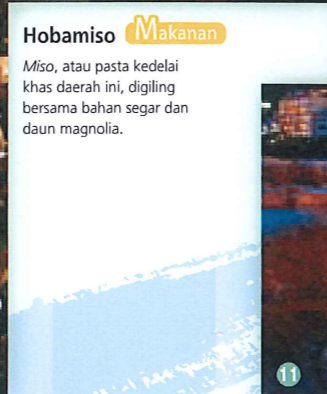 Hobamiso Makanan
Miso, atau pasta kedelai
khas daerah ini, digiling
bersama bahan segar dan
daun magnolia.
11